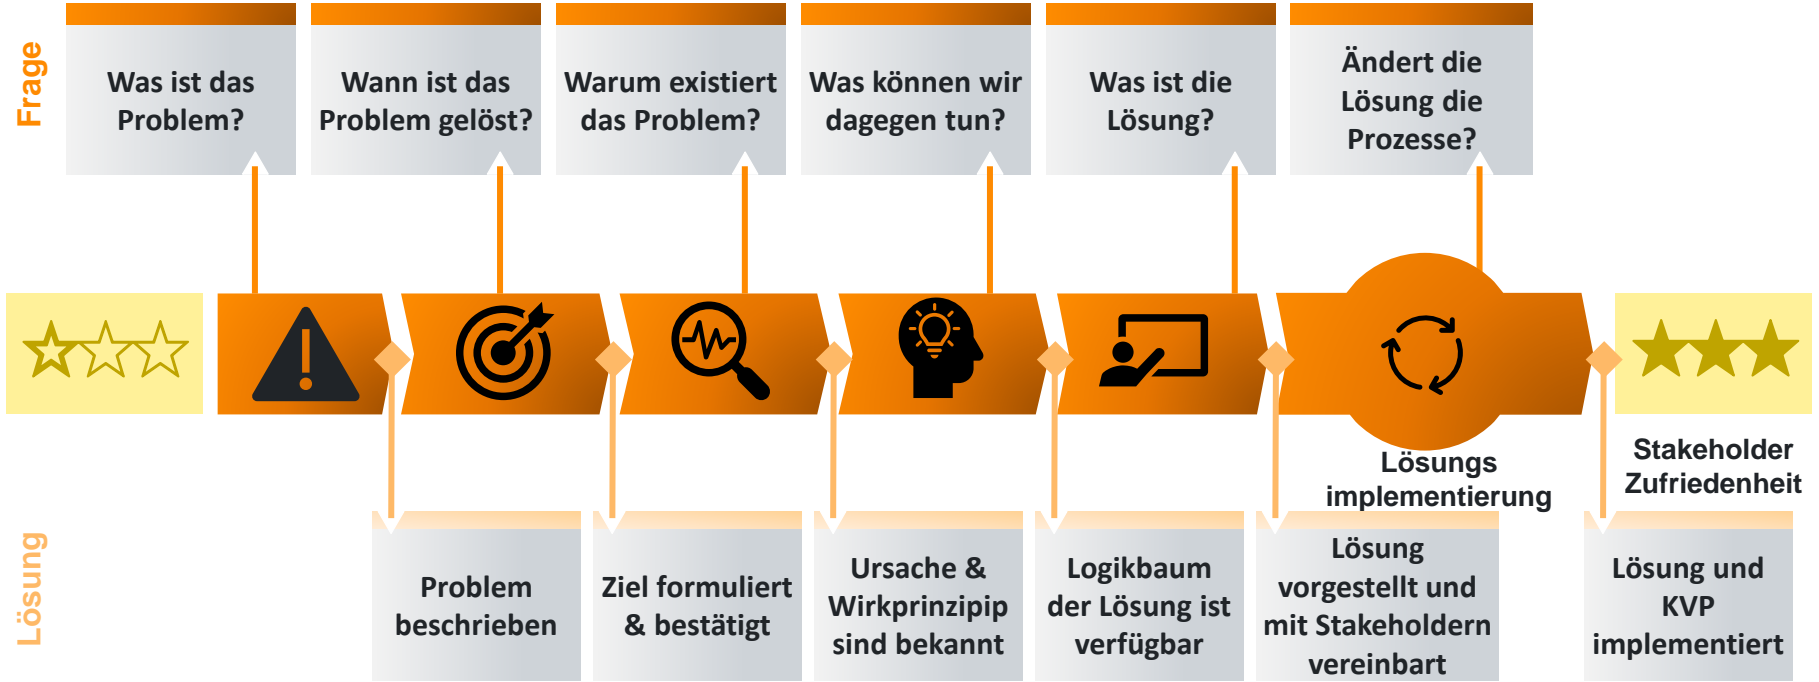 Frage
Was ist das
Problem?
Wann ist das
Problem gelöst?
Warum existiert
das Problem?
Was können wir
dagegen tun?
Was ist die
Lösung?
Ändert die
Lösung die
Prozesse?
Lösungs
implementierung
Stakeholder
Zufriedenheit
Lösung
Problem
beschrieben
Ziel formuliert
& bestätigt
Ursache &
Wirkprinzipip
sind bekannt
Logikbaum
der Lösung ist
verfügbar
Lösung
vorgestellt und
mit Stakeholdern
vereinbart
Lösung und
KVP
implementiert